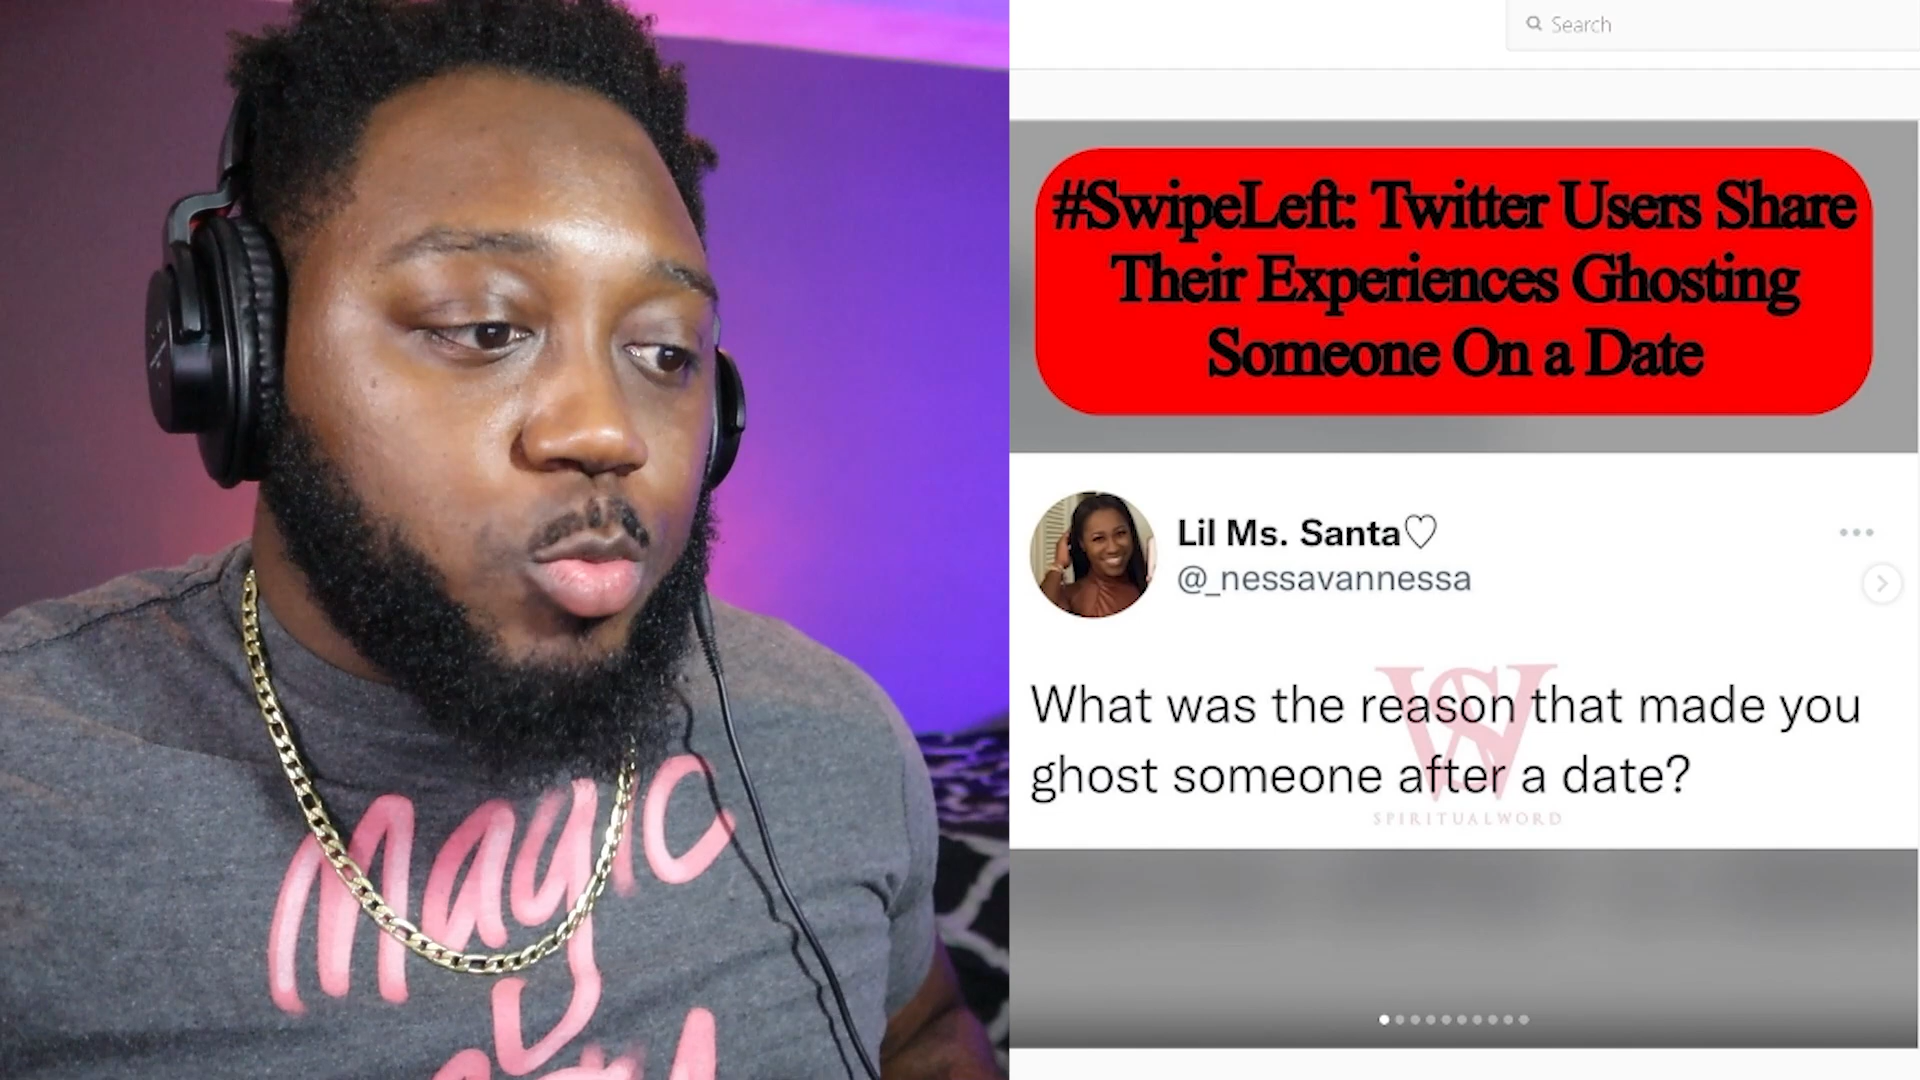 Magic
Search
#SwipeLeft: Twitter Users Share
Their Experiences Ghosting
Someone On a Date
Lil Ms. Santa♡
@_nessavannessa
What was the reason that made you
ghost someone after a date?
SW
SPIRITUALWORD